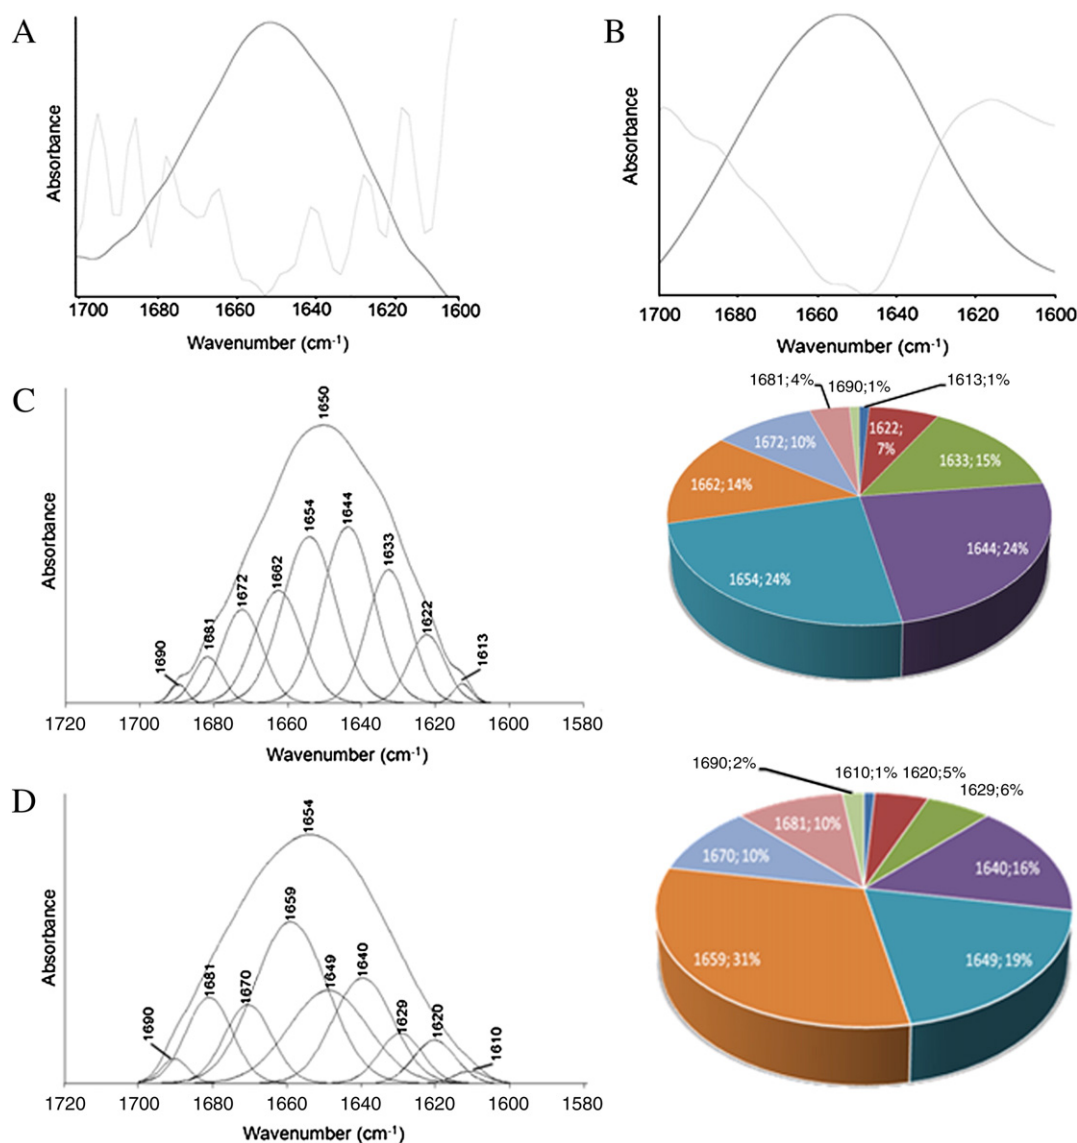 A
Absorbance
1700 1680 1660 1640 1620 1600
Wavenumber (cm-1)
B
Absorbance
1700 1680 1660 1640 1620 1600
Wavenumber (cm-1)
C
Absorbance
1690
1681
1672
1662
1654
1650
1644
1633
1622
1613
1720 1700 1680 1660 1640 1620 1600 1580
Wavenumber (cm-1)
1681;4%
1690;1%
1613;1%
1672; 10%
1622;
7%
1633; 15%
1662; 14%
1644; 24%
1654; 24%
D
Absorbance
1690
1681
1670
1659
1654
1649
1640
1629
1620
1610
1720 1700 1680 1660 1640 1620 1600 1580
Wavenumber (cm-1)
1690;2%
1610;1%
1620;5%
1629;6%
1681; 10%
1670; 10%
1640;16%
1659; 31%
1649; 19%